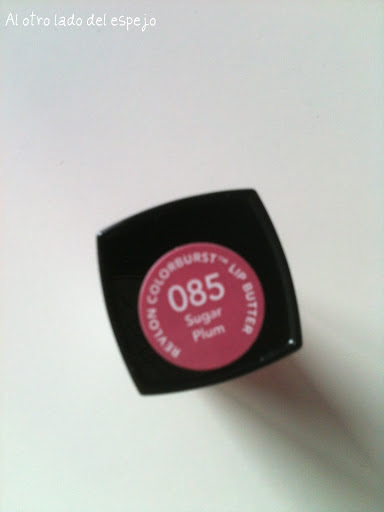 Al otro lado del espejo
REVLON COLORBURST™ LIP BUTTER
085
Sugar
Plum